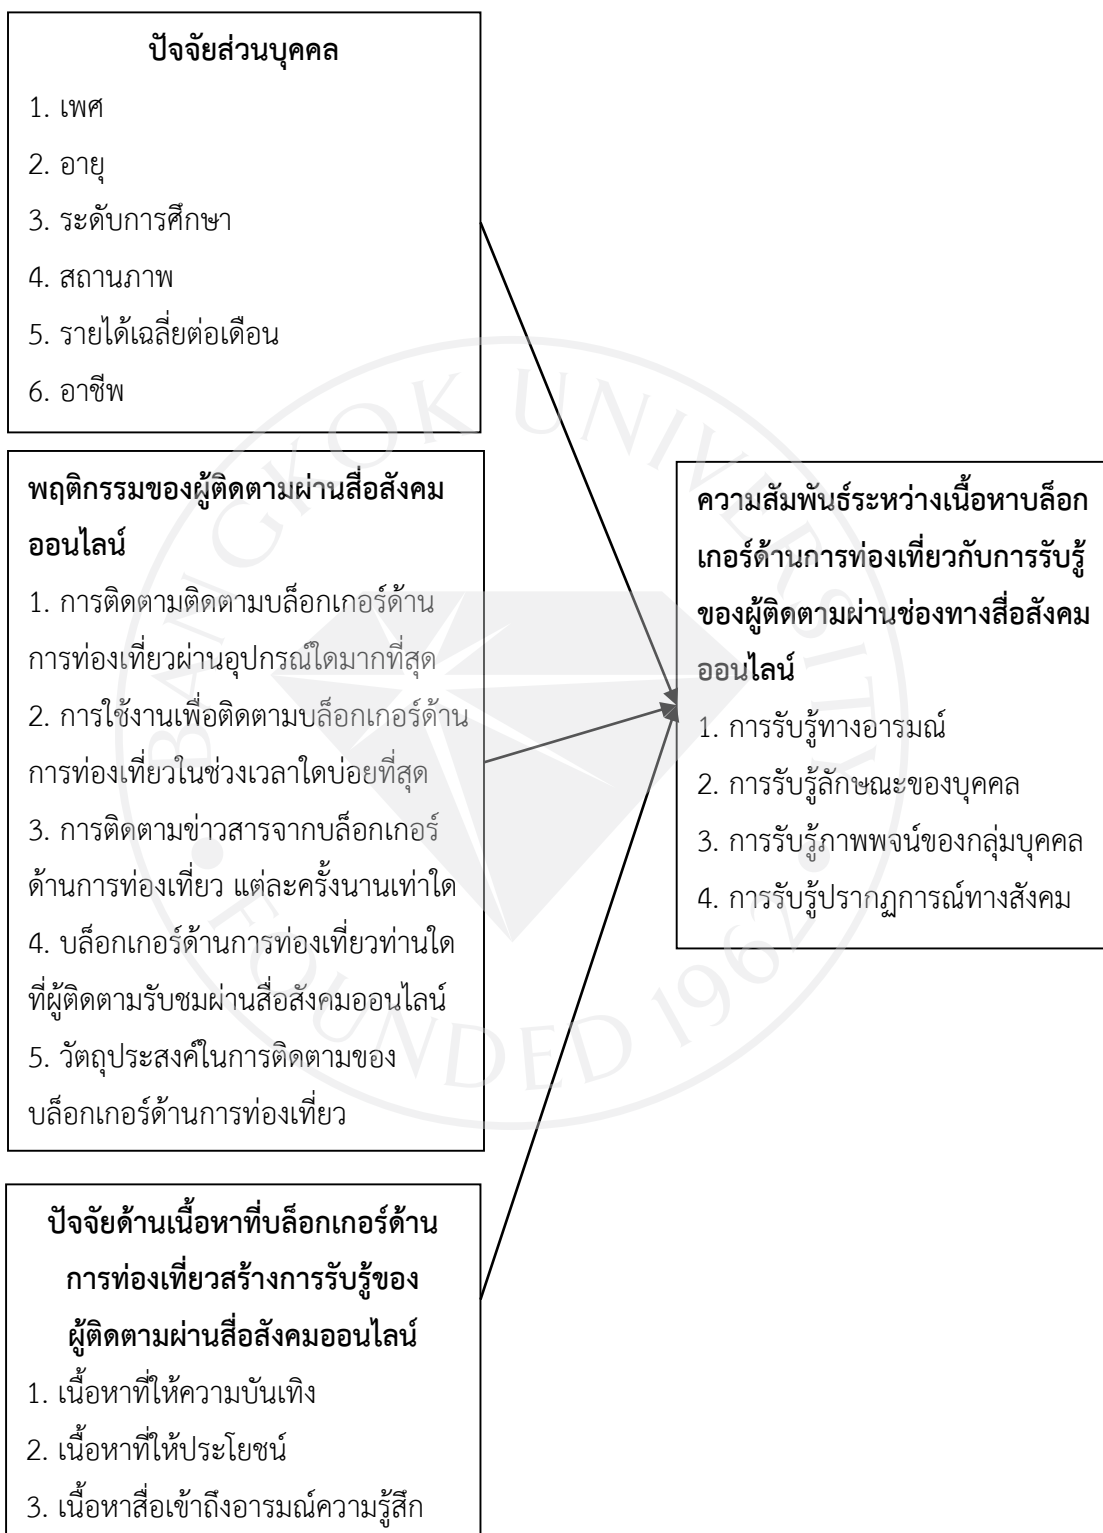 ปัจจัยส่วนบุคคล
1. เพศ
2. อายุ
3. ระดับการศึกษา
4. สถานภาพ
5. รายได้เฉลี่ยต่อเดือน
6. อาชีพ
พฤติกรรมของผู้ติดตามผ่านสื่อสังคม
ออนไลน์
1. การติดตามติดตามบล็อกเกอร์ด้าน
การท่องเที่ยวผ่านอุปกรณ์ใดมากที่สุด
2. การใช้งานเพื่อติดตามบล็อกเกอร์ด้าน
การท่องเที่ยวในช่วงเวลาใดบ่อยที่สุด
3. การติดตามข่าวสารจากบล็อกเกอร์
ด้านการท่องเที่ยว แต่ละครั้งนานเท่าใด
4. บล็อกเกอร์ด้านการท่องเที่ยวท่านใด
ที่ผู้ติดตามรับชมผ่านสื่อสังคมออนไลน์
5. วัตถุประสงค์ในการติดตามของ
บล็อกเกอร์ด้านการท่องเที่ยว
ปัจจัยด้านเนื้อหาที่บล็อกเกอร์ด้าน
การท่องเที่ยวสร้างการรับรู้ของ
ผู้ติดตามผ่านสื่อสังคมออนไลน์
1. เนื้อหาที่ให้ความบันเทิง
2. เนื้อหาที่ให้ประโยชน์
3. เนื้อหาสื่อเข้าถึงอารมณ์ความรู้สึก
ความสัมพันธ์ระหว่างเนื้อหาบล็อก
เกอร์ด้านการท่องเที่ยวกับการรับรู้
ของผู้ติดตามผ่านช่องทางสื่อสังคม
ออนไลน์
1. การรับรู้ทางอารมณ์
2. การรับรู้ลักษณะของบุคคล
3. การรับรู้ภาพพจน์ของกลุ่มบุคคล
4. การรับรู้ปรากฏการณ์ทางสังคม
BANGKOK UNIVERSITY
FOUNDED 1962